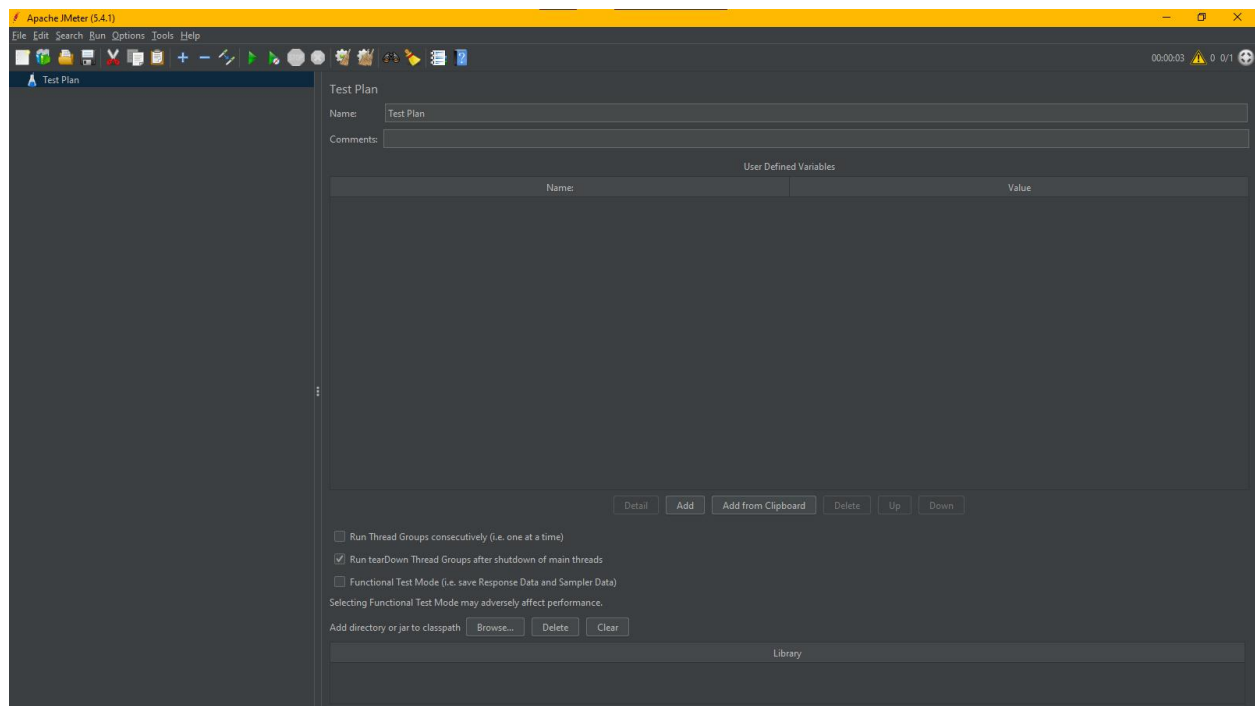 Apache JMeter (5.4.1)
File Edit Search Run Options Tools Help
00:00:03 0 0/1
Test Plan
Test Plan
Name: Test Plan
Comments:
User Defined Variables
Name: Value
Detail Add Add from Clipboard Delete Up Down
Run Thread Groups consecutively (i.e. one at a time)
Run tearDown Thread Groups after shutdown of main threads
Functional Test Mode (i.e. save Response Data and Sampler Data)
Selecting Functional Test Mode may adversely affect performance.
Add directory or jar to classpath Browse... Delete Clear
Library